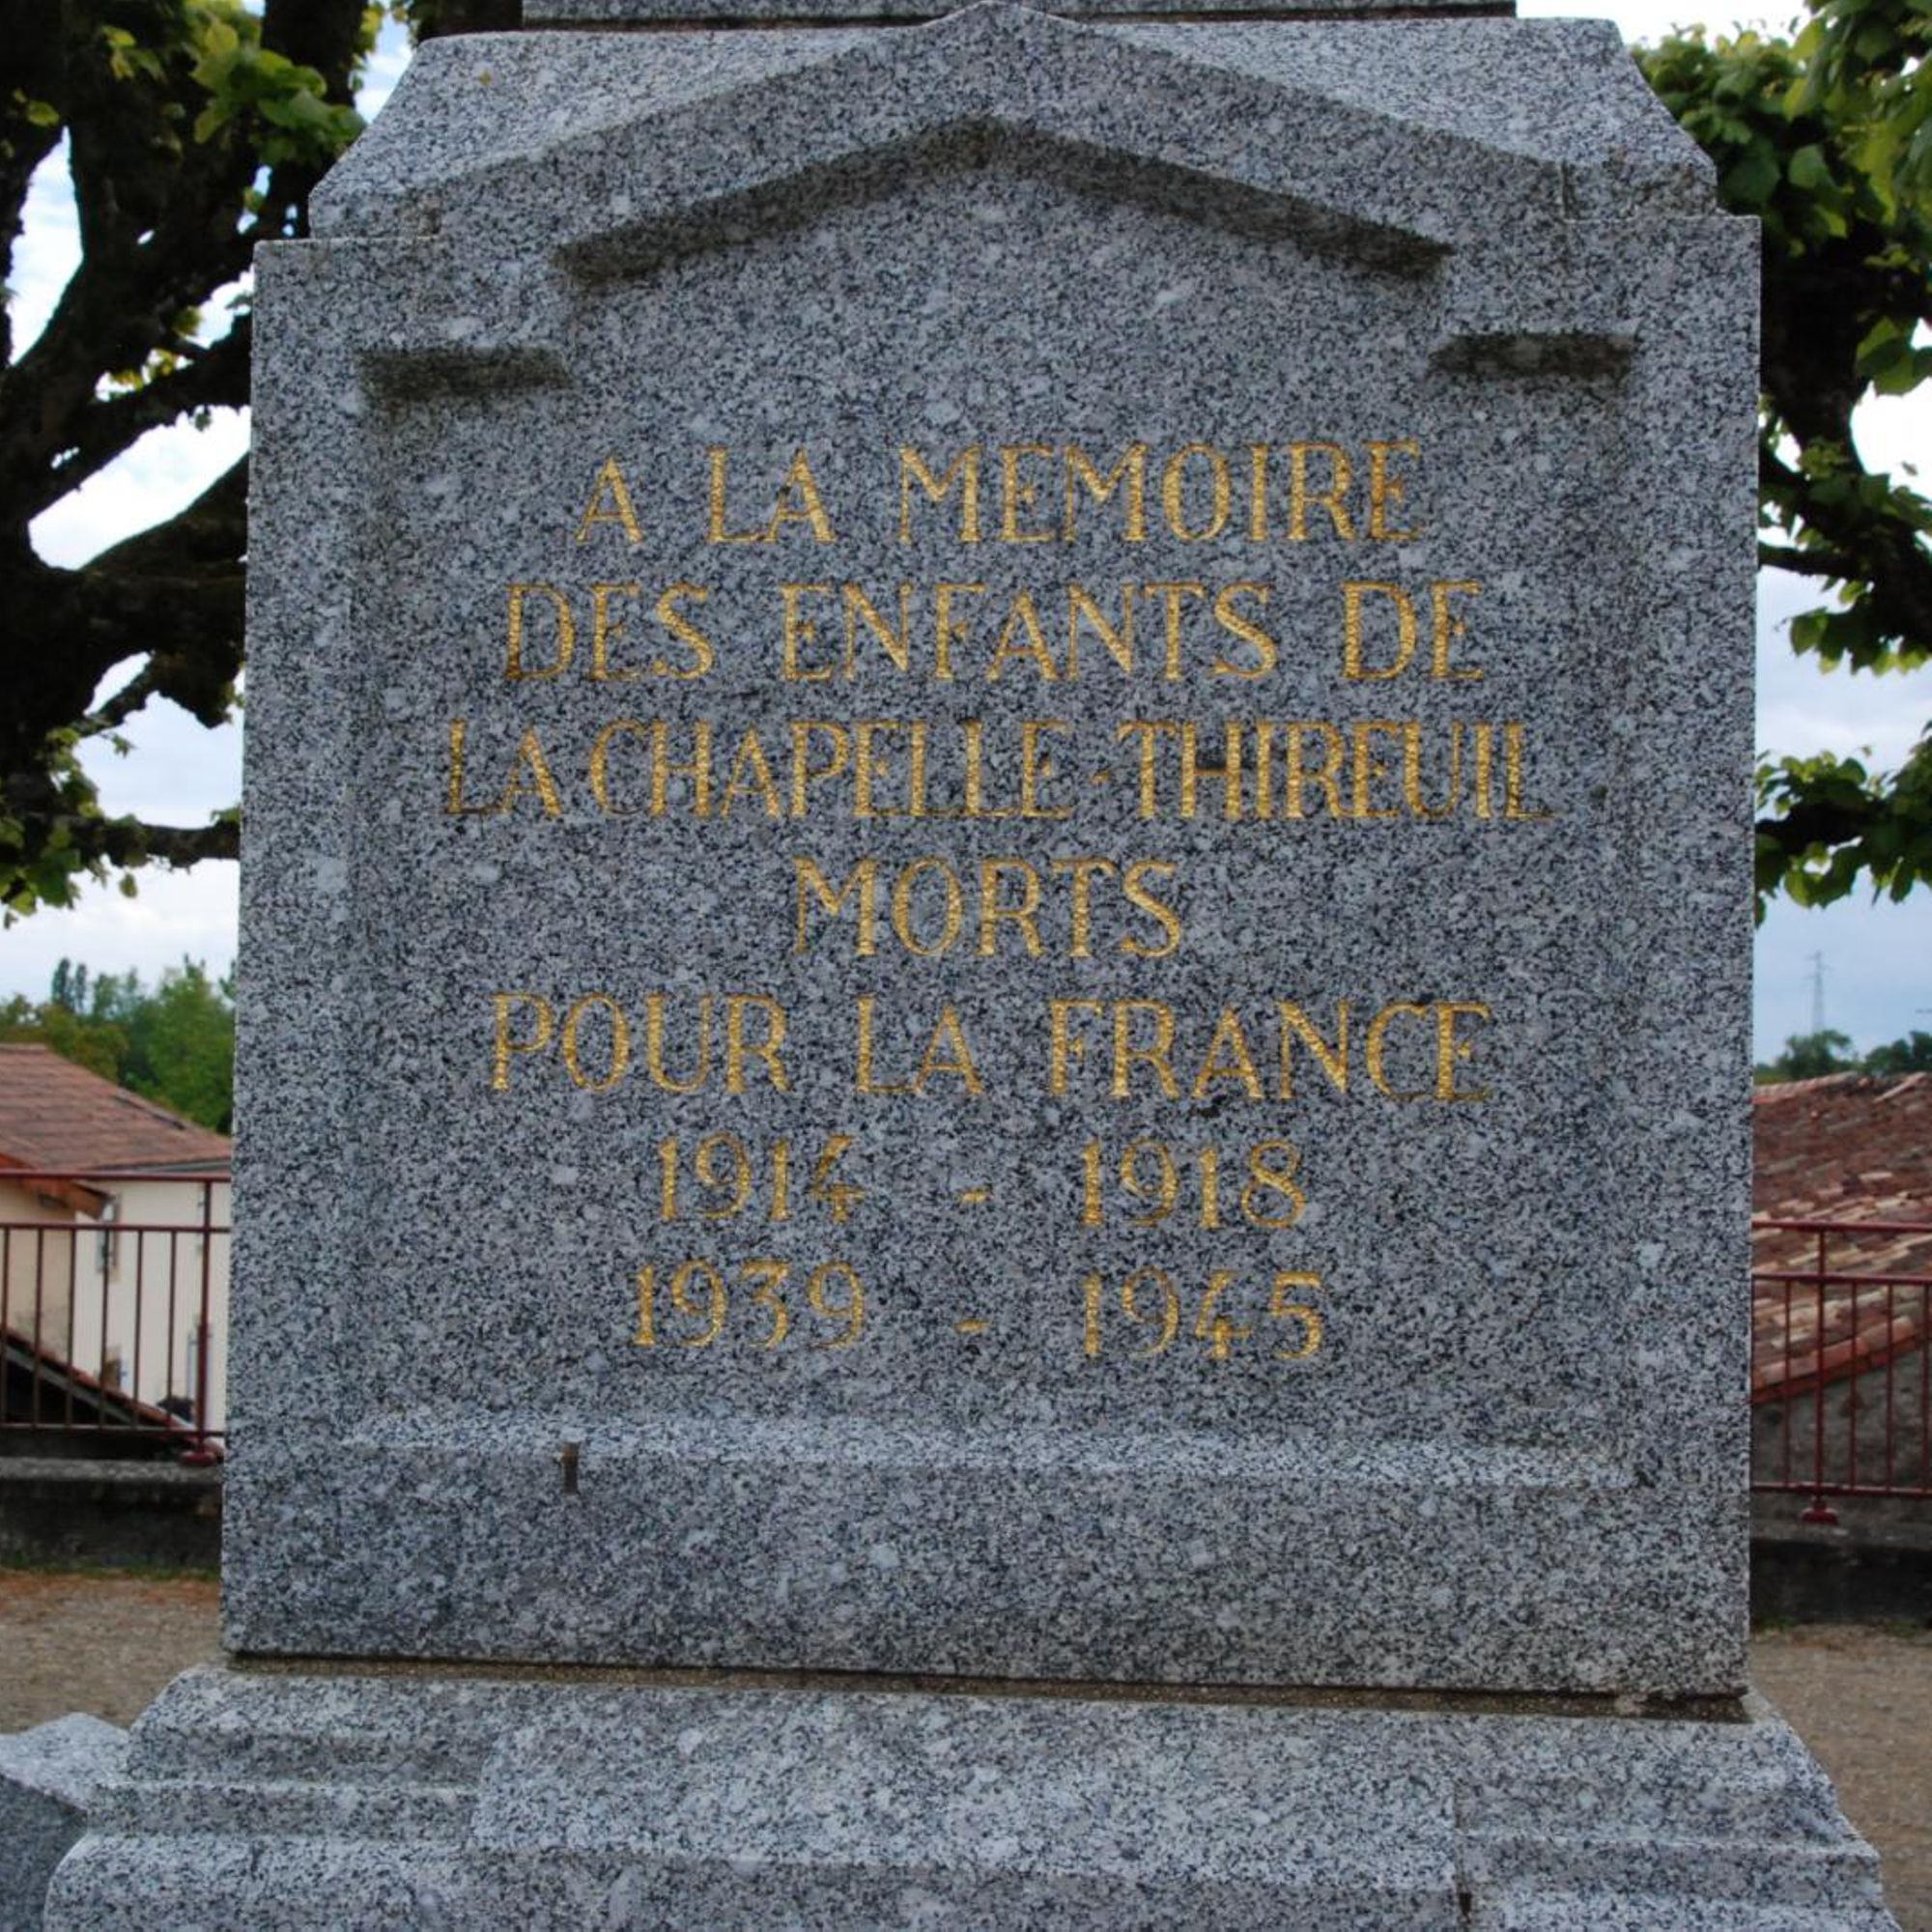 A LA MEMOIRE
DES ENFANTS DE
LA CHAPELLE-THIREUIL
MORTS
POUR LA FRANCE
1914 - 1918
1939 - 1945